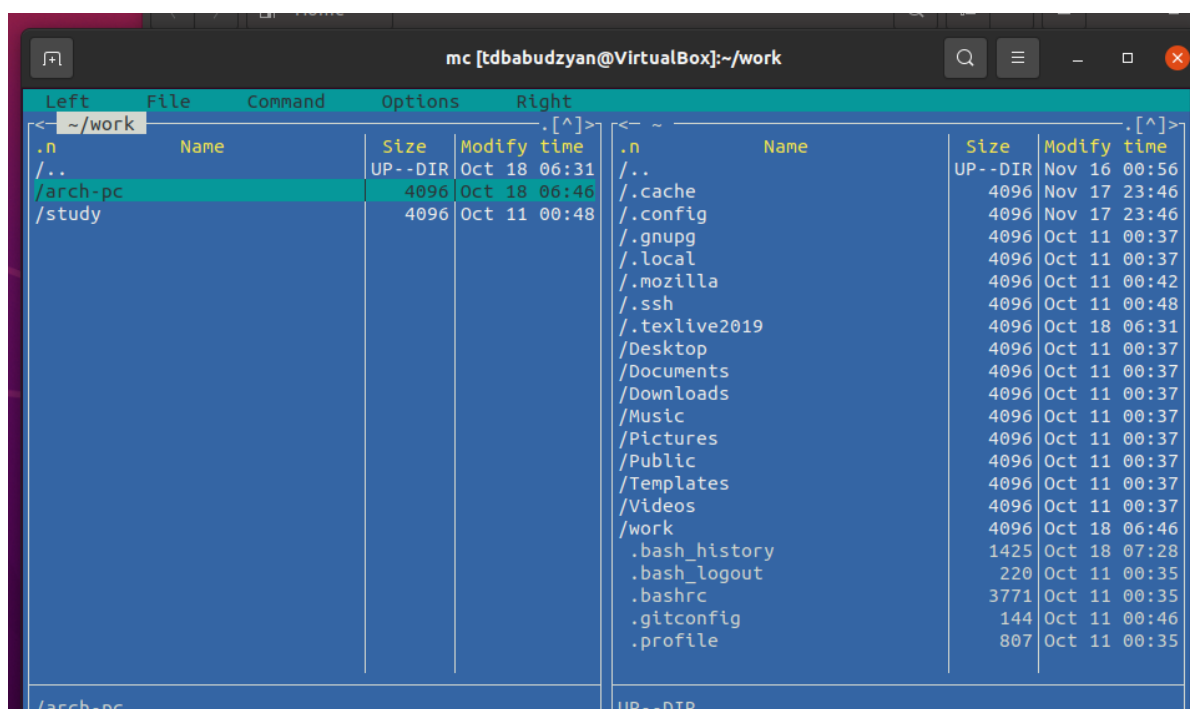 Home
mc [tdbabudzyan@VirtualBox]:~/work
Left File Command Options Right
<─ ~/work .[^]>
.n Name Size Modify time
/.. UP--DIR Oct 18 06:31
/arch-pc 4096 Oct 18 06:46
/study 4096 Oct 11 00:48
/arch-pc
<─ ~ .[^]>
.n Name Size Modify time
/.. UP--DIR Nov 16 00:56
/.cache 4096 Nov 17 23:46
/.config 4096 Nov 17 23:46
/.gnupg 4096 Oct 11 00:37
/.local 4096 Oct 11 00:37
/.mozilla 4096 Oct 11 00:42
/.ssh 4096 Oct 11 00:48
/.texlive2019 4096 Oct 18 06:31
/Desktop 4096 Oct 11 00:37
/Documents 4096 Oct 11 00:37
/Downloads 4096 Oct 11 00:37
/Music 4096 Oct 11 00:37
/Pictures 4096 Oct 11 00:37
/Public 4096 Oct 11 00:37
/Templates 4096 Oct 11 00:37
/Videos 4096 Oct 11 00:37
/work 4096 Oct 18 06:46
.bash_history 1425 Oct 18 07:28
.bash_logout 220 Oct 11 00:35
.bashrc 3771 Oct 11 00:35
.gitconfig 144 Oct 11 00:46
.profile 807 Oct 11 00:35
UP--DIR